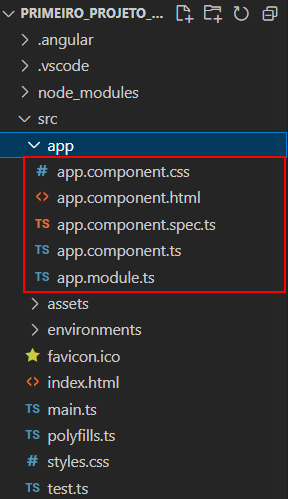 PRIMEIRO_PROJETO_...
.angular
.vscode
node_modules
src
app
# app.component.css
<> app.component.html
TS app.component.spec.ts
TS app.component.ts
TS app.module.ts
assets
environments
favicon.ico
<> index.html
TS main.ts
TS polyfills.ts
# styles.css
TS test.ts